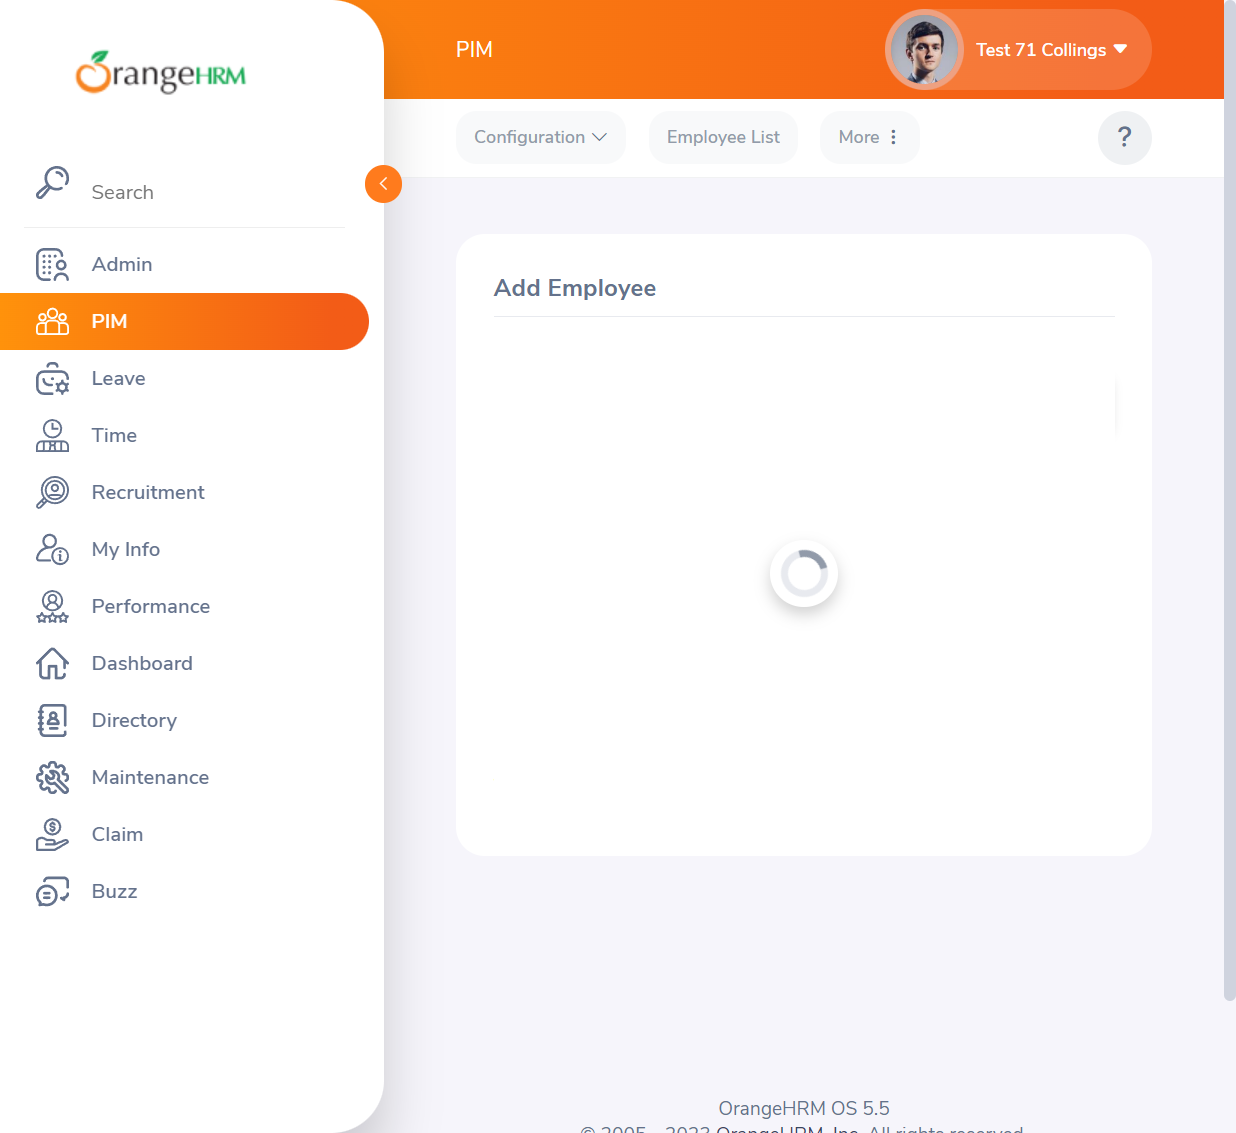 OrangeHRM
Search
Admin
PIM
Leave
Time
Recruitment
My Info
Performance
Dashboard
Directory
Maintenance
Claim
Buzz
PIM
Test 71 Collings
Configuration
Employee List
More
?
Add Employee
OrangeHRM OS 5.5
© 2005 - 2023 OrangeHRM, Inc. All rights reserved.